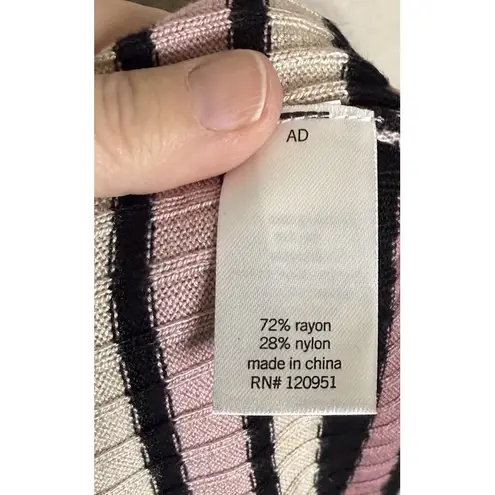 AD
72% rayon
28% nylon
made in china
RN# 120951